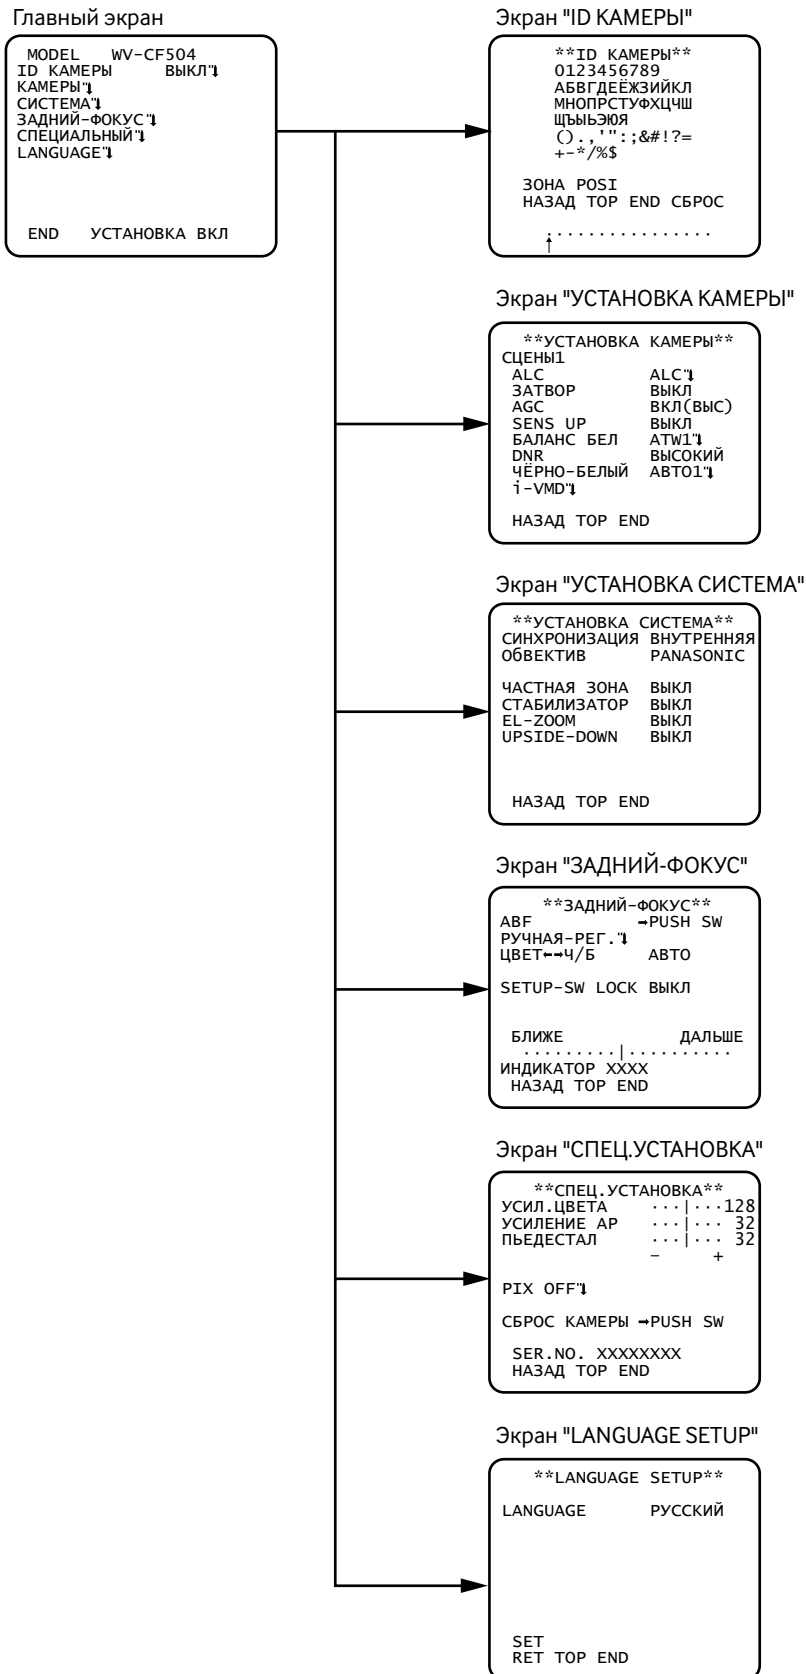 Главный экран
MODEL WV-CF504
ID КАМЕРЫ ВЫКЛ
КАМЕРЫ
СИСТЕМА
ЗАДНИЙ-ФОКУС
СПЕЦИАЛЬНЫЙ
LANGUAGE
END УСТАНОВКА ВКЛ
Экран "ID КАМЕРЫ"
**ID КАМЕРЫ**
0123456789
АБВГДЕЁЖЗИЙКЛ
МНОПРСТУФХЦЧШ
ЩЪЫЬЭЮЯ
().,'":;&#!?=
+-*/%$
ЗОНА POSI
НАЗАД TOP END СБРОС
................
Экран "УСТАНОВКА КАМЕРЫ"
**УСТАНОВКА КАМЕРЫ**
СЦЕНЫ1
ALC ALC
ЗАТВОР ВЫКЛ
AGC ВКЛ(ВЫС)
SENS UP ВЫКЛ
БАЛАНС БЕЛ ATW1
DNR ВЫСОКИЙ
ЧЁРНО-БЕЛЫЙ АВТО1
i-VMD
НАЗАД TOP END
Экран "УСТАНОВКА СИСТЕМА"
**УСТАНОВКА СИСТЕМА**
СИНХРОНИЗАЦИЯ ВНУТРЕННЯЯ
ОбВЕКТИВ PANASONIC
ЧАСТНАЯ ЗОНА ВЫКЛ
СТАБИЛИЗАТОР ВЫКЛ
EL-ZOOM ВЫКЛ
UPSIDE-DOWN ВЫКЛ
НАЗАД TOP END
Экран "ЗАДНИЙ-ФОКУС"
**ЗАДНИЙ-ФОКУС**
ABF →PUSH SW
РУЧНАЯ-РЕГ.
ЦВЕТ←→Ч/Б АВТО
SETUP-SW LOCK ВЫКЛ
БЛИЖЕ ДАЛЬШЕ
·········|··········
ИНДИКАТОР XXXX
НАЗАД TOP END
Экран "СПЕЦ.УСТАНОВКА"
**СПЕЦ.УСТАНОВКА**
УСИЛ.ЦВЕТА ···|···128
УСИЛЕНИЕ AP ···|··· 32
ПЬЕДЕСТАЛ ···|··· 32
- +
PIX OFF
СБРОС КАМЕРЫ →PUSH SW
SER.NO. XXXXXXXX
НАЗАД TOP END
Экран "LANGUAGE SETUP"
**LANGUAGE SETUP**
LANGUAGE РУССКИЙ
SET
RET TOP END